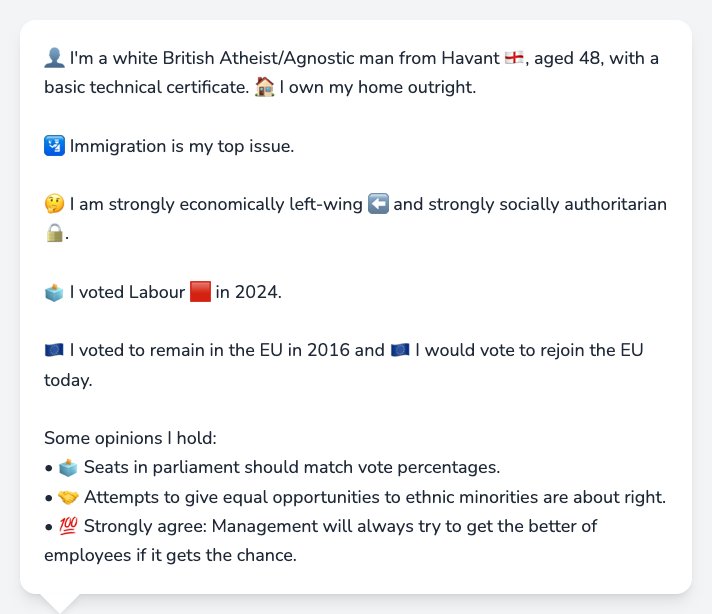 👤 I'm a white British Atheist/Agnostic man from Havant 🏴󠁧󠁢󠁥󠁮󠁧󠁿, aged 48, with a
basic technical certificate. 🏠 I own my home outright.
🛂 Immigration is my top issue.
🤔 I am strongly economically left-wing ⬅️ and strongly socially authoritarian
🔒.
🗳️ I voted Labour 🟥 in 2024.
🇪🇺 I voted to remain in the EU in 2016 and 🇪🇺 I would vote to rejoin the EU
today.
Some opinions I hold:
• 🗳️ Seats in parliament should match vote percentages.
• 🤝 Attempts to give equal opportunities to ethnic minorities are about right.
• 💯 Strongly agree: Management will always try to get the better of
employees if it gets the chance.